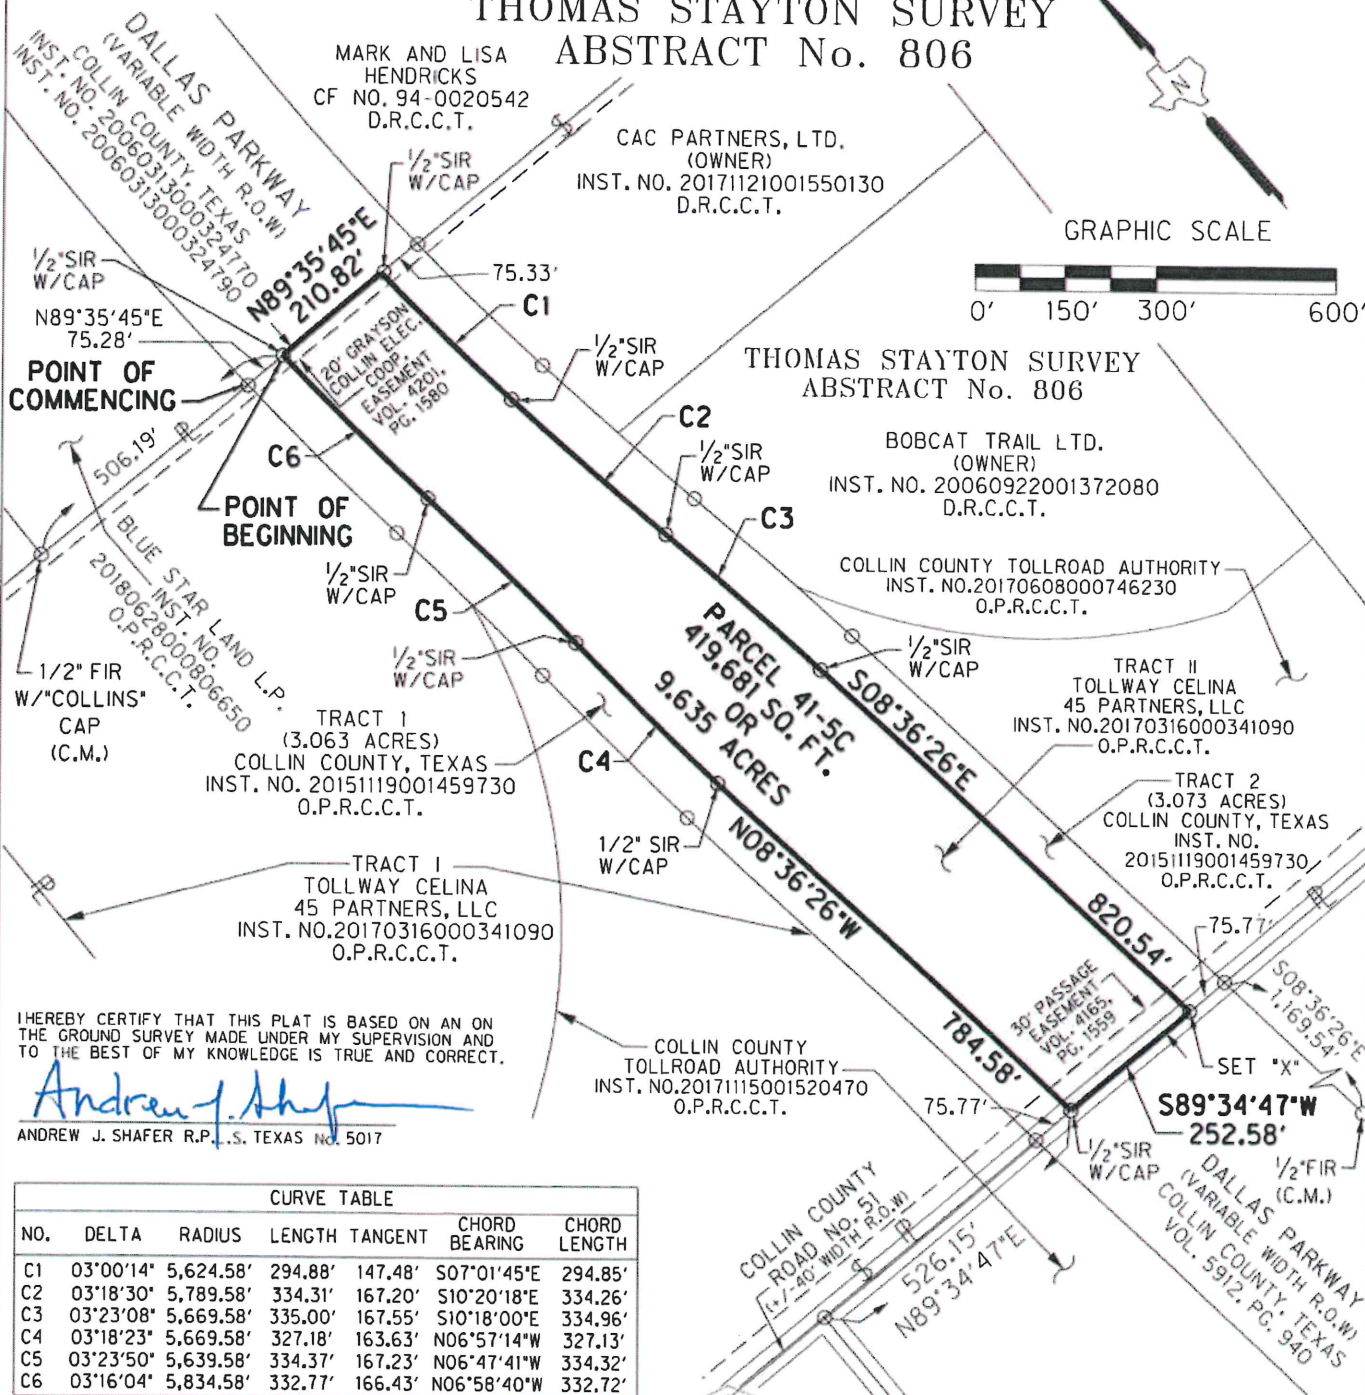 THOMAS STAYTON SURVEY
ABSTRACT No. 806
DALLAS PARKWAY
(VARIABLE WIDTH R.O.W)
COLLIN COUNTY, TEXAS
INST. NO. 20060313000324770
INST. NO. 20060313000324790
MARK AND LISA
HENDRICKS
CF NO. 94-0020542
D.R.C.C.T.
1/2"SIR
W/CAP
CAC PARTNERS, LTD.
(OWNER)
INST. NO. 20171121001550130
D.R.C.C.T.
N
GRAPHIC SCALE
0' 150' 300' 600'
1/2"SIR
W/CAP
N89°35'45"E
210.82'
75.33'
C1
N89°35'45"E
75.28'
POINT OF
COMMENCING
20' GRAYSON
COLLIN ELEC.
COOP.
EASEMENT
VOL. 4201,
PG. 1580
1/2"SIR
W/CAP
THOMAS STAYTON SURVEY
ABSTRACT No. 806
C2
C6
1/2"SIR
W/CAP
BOBCAT TRAIL LTD.
(OWNER)
INST. NO. 20060922001372080
D.R.C.C.T.
506.19'
POINT OF
BEGINNING
C3
BLUE STAR LAND L.P.
INST. NO.
20180628000806650
O.P.R.C.C.T.
1/2"SIR
W/CAP
C5
COLLIN COUNTY TOLLROAD AUTHORITY
INST. NO.20170608000746230
O.P.R.C.C.T.
1/2" FIR
W/"COLLINS"
CAP
(C.M.)
1/2"SIR
W/CAP
PARCEL 41-5C
419,681 SQ. FT.
OR
9.635 ACRES
1/2"SIR
W/CAP
S08°36'26"E
820.54'
TRACT II
TOLLWAY CELINA
45 PARTNERS, LLC
INST. NO.20170316000341090
O.P.R.C.C.T.
TRACT 1
(3.063 ACRES)
COLLIN COUNTY, TEXAS
INST. NO. 20151119001459730
O.P.R.C.C.T.
C4
TRACT 2
(3.073 ACRES)
COLLIN COUNTY, TEXAS
INST. NO.
20151119001459730
O.P.R.C.C.T.
1/2" SIR
W/CAP
N08°36'26"W
784.58'
TRACT I
TOLLWAY CELINA
45 PARTNERS, LLC
INST. NO.20170316000341090
O.P.R.C.C.T.
75.77'
30' PASSAGE
EASEMENT
VOL. 4165,
PG. 1559
S08°36'26"E
1,169.54'
I HEREBY CERTIFY THAT THIS PLAT IS BASED ON AN ON
THE GROUND SURVEY MADE UNDER MY SUPERVISION AND
TO THE BEST OF MY KNOWLEDGE IS TRUE AND CORRECT.
Andrew J. Shafer
ANDREW J. SHAFER R.P.L.S. TEXAS No. 5017
COLLIN COUNTY
TOLLROAD AUTHORITY
INST. NO.20171115001520470
O.P.R.C.C.T.
SET "X"
S89°34'47"W
252.58'
75.77'
1/2"SIR
W/CAP
1/2"FIR
(C.M.)
DALLAS PARKWAY
(VARIABLE WIDTH R.O.W)
COLLIN COUNTY, TEXAS
VOL. 5912, PG. 940
COLLIN COUNTY
ROAD NO. 51
(+/-40' WIDTH R.O.W)
526.15'
N89°34'47"E
CURVE TABLE
NO. DELTA RADIUS LENGTH TANGENT CHORD BEARING CHORD LENGTH
C1 03°00'14" 5,624.58' 294.88' 147.48' S07°01'45"E 294.85'
C2 03°18'30" 5,789.58' 334.31' 167.20' S10°20'18"E 334.26'
C3 03°23'08" 5,669.58' 335.00' 167.55' S10°18'00"E 334.96'
C4 03°18'23" 5,669.58' 327.18' 163.63' N06°57'14"W 327.13'
C5 03°23'50" 5,639.58' 334.37' 167.23' N06°47'41"W 334.32'
C6 03°16'04" 5,834.58' 332.77' 166.43' N06°58'40"W 332.72'